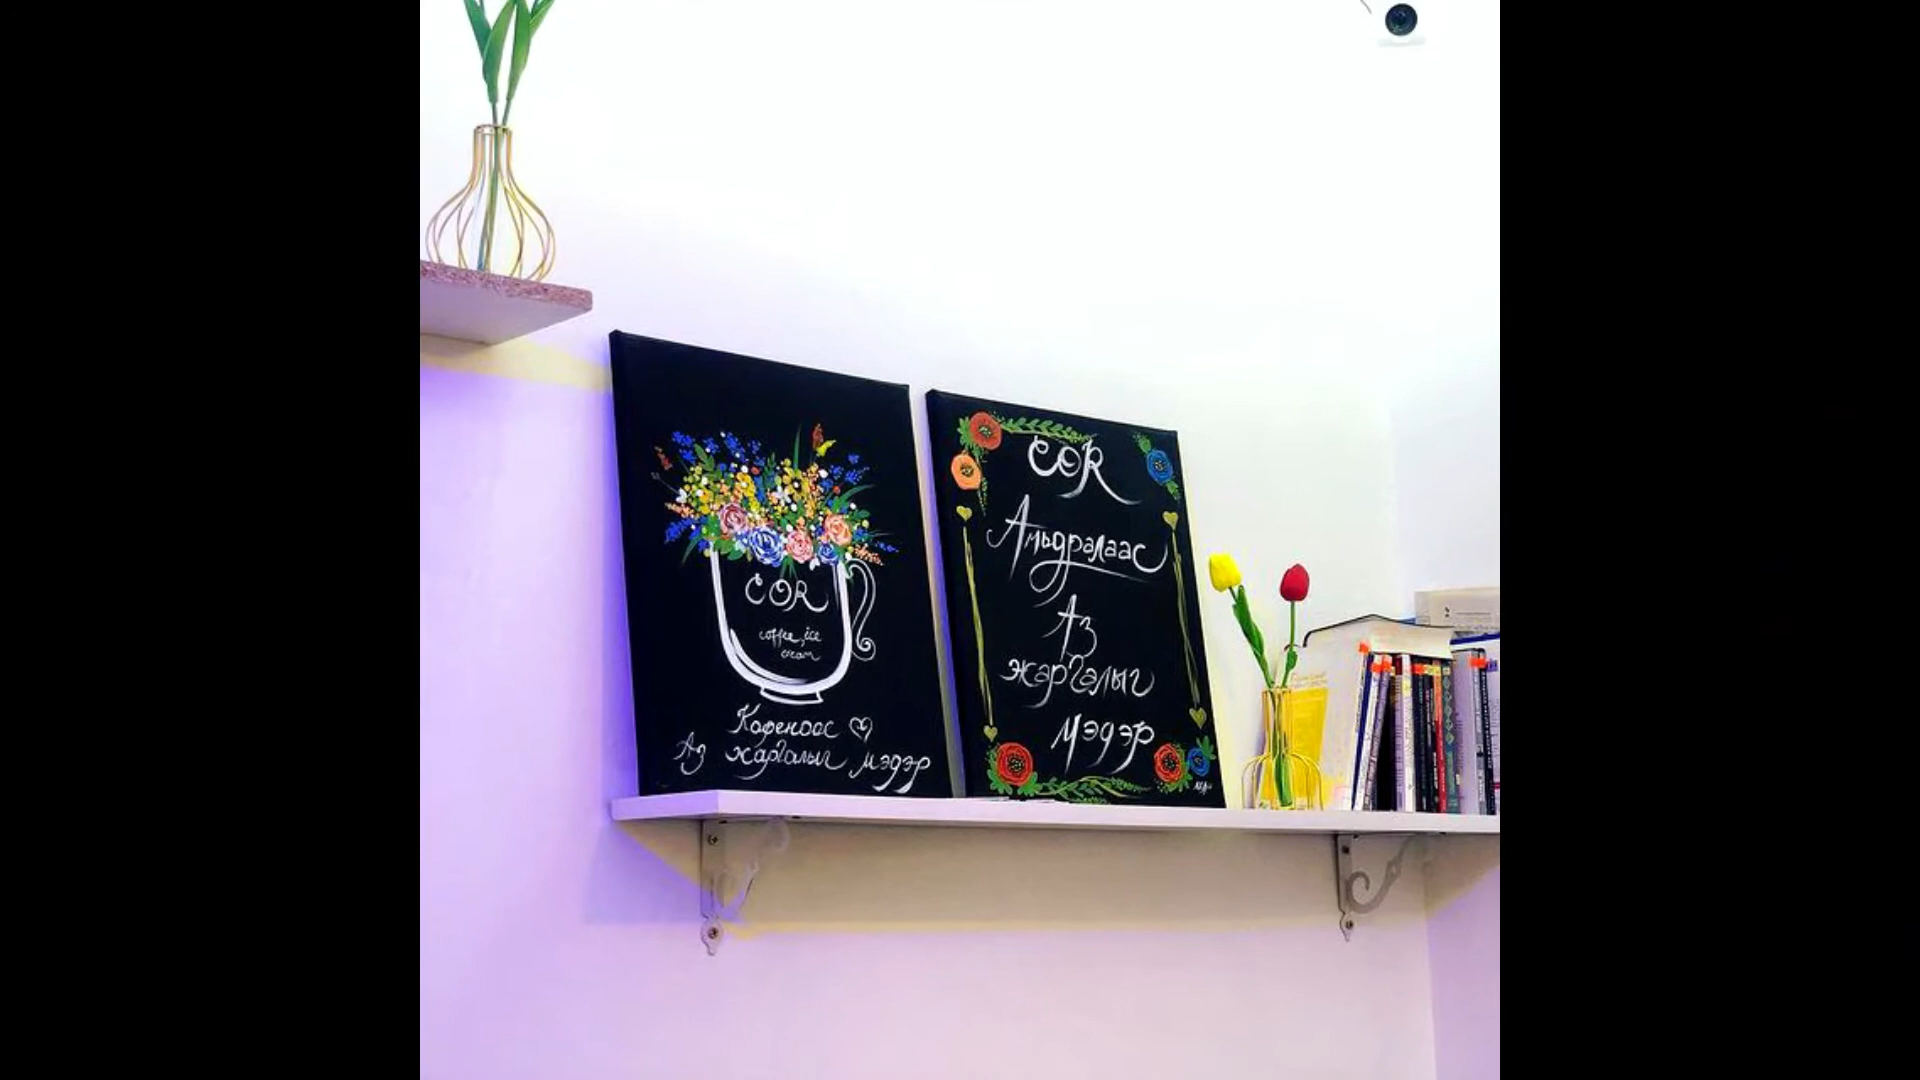 COR
coffee, ice
cream
Кофеноос
Аз жаргалыг мэдэр
COR
Амьдралаас
Аз
жаргалыг
мэдэр